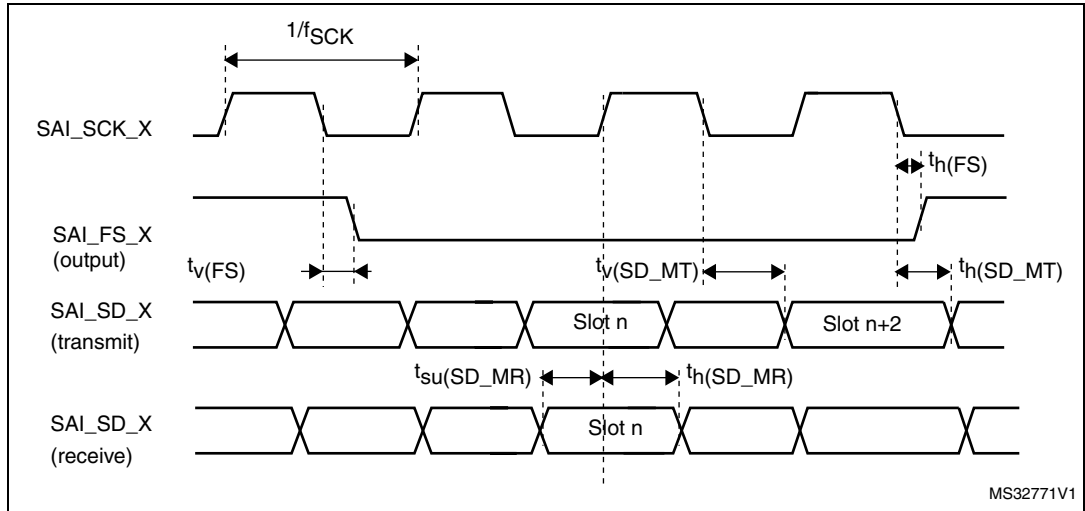 1/fSCK
SAI_SCK_X
th(FS)
SAI_FS_X
(output)
tv(FS)
tv(SD_MT)
th(SD_MT)
SAI_SD_X
(transmit)
Slot n
Slot n+2
tsu(SD_MR)
th(SD_MR)
SAI_SD_X
(receive)
Slot n
MS32771V1